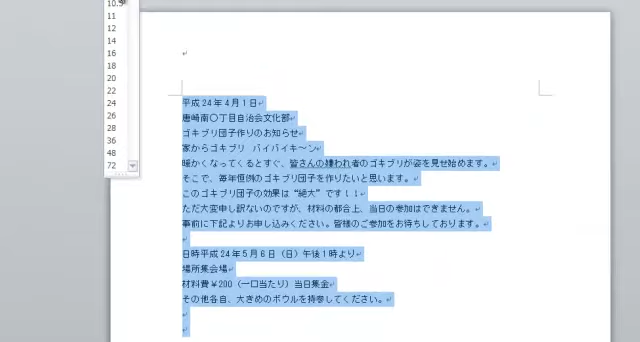 10.5
11
12
14
16
18
20
22
24
26
28
36
48
72
平成24年4月1日
唐崎南〇丁目自治会文化部
ゴキブリ団子作りのお知らせ
家からゴキブリ　バイバイキ～ン
暖かくなってくるとすぐ、皆さんの嫌われ者のゴキブリが姿を見せ始めます。
そこで、毎年恒例のゴキブリ団子を作りたいと思います。
このゴキブリ団子の効果は“絶大”です！！
ただ大変申し訳ないのですが、材料の都合上、当日の参加はできません。
事前に下記よりお申し込みください。皆様のご参加をお待ちしております。
日時平成24年5月6日（日）午後1時より
場所集会場
材料費￥200（一口当たり）当日集金
その他各自、大きめのボウルを持参してください。